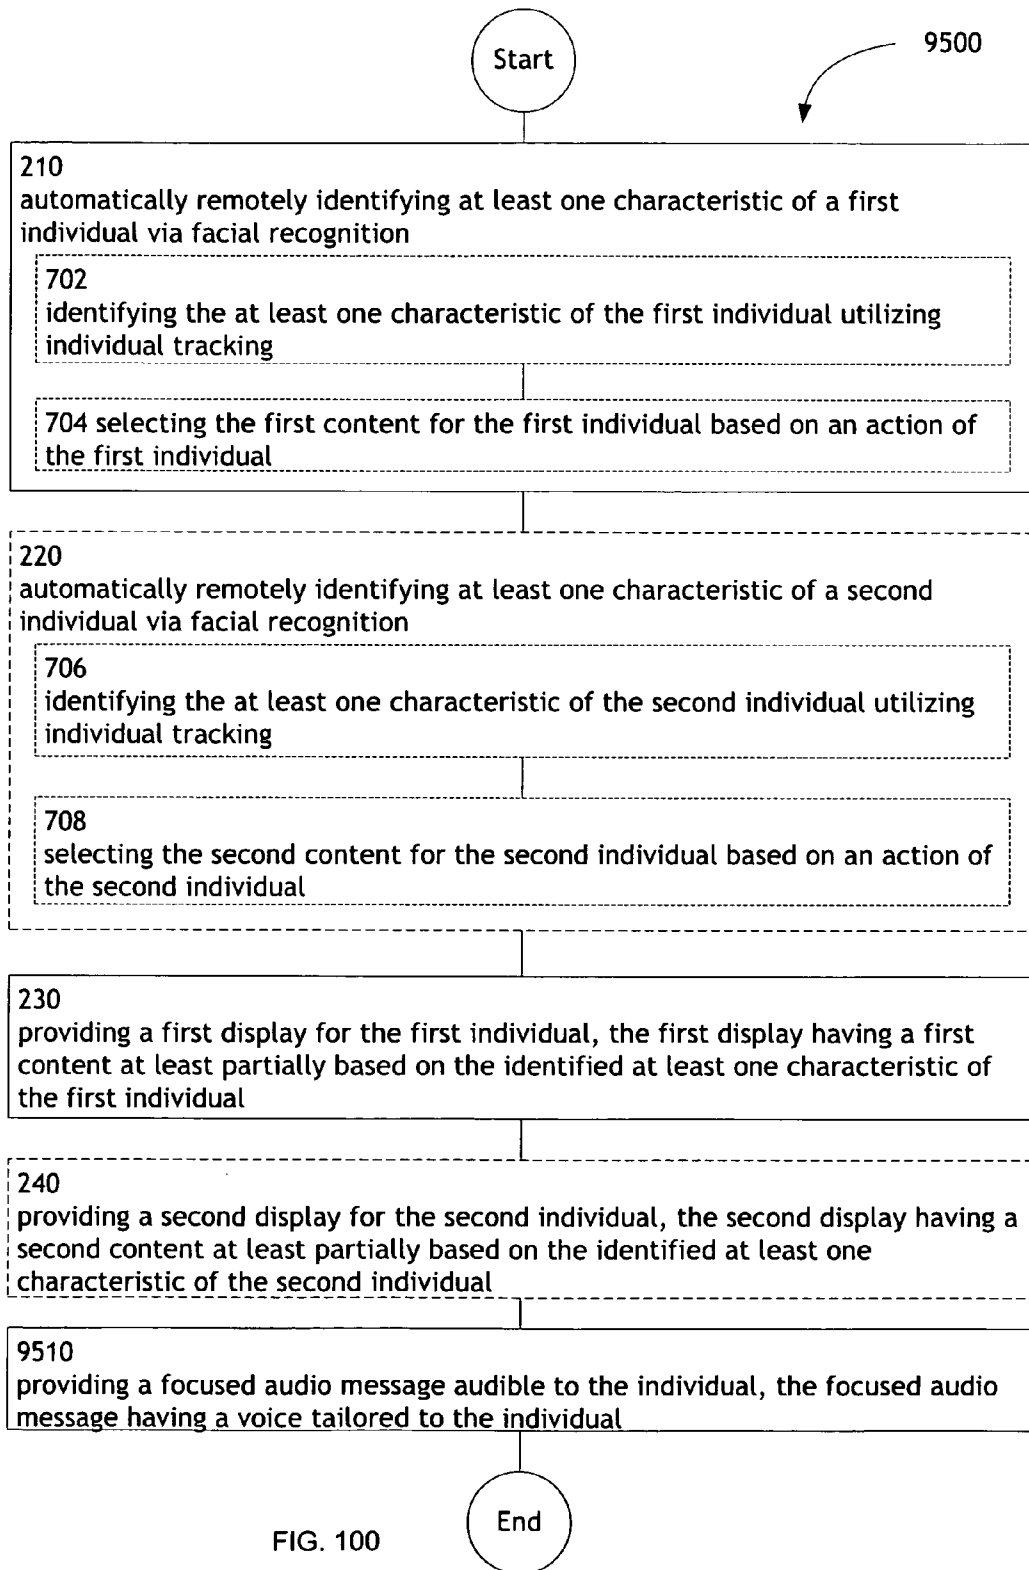 Start
9500
210
automatically remotely identifying at least one characteristic of a first
individual via facial recognition
702
identifying the at least one characteristic of the first individual utilizing
individual tracking
704 selecting the first content for the first individual based on an action of
the first individual
220
automatically remotely identifying at least one characteristic of a second
individual via facial recognition
706
identifying the at least one characteristic of the second individual utilizing
individual tracking
708
selecting the second content for the second individual based on an action of
the second individual
230
providing a first display for the first individual, the first display having a first
content at least partially based on the identified at least one characteristic of
the first individual
240
providing a second display for the second individual, the second display having a
second content at least partially based on the identified at least one
characteristic of the second individual
9510
providing a focused audio message audible to the individual, the focused audio
message having a voice tailored to the individual
End
FIG. 100